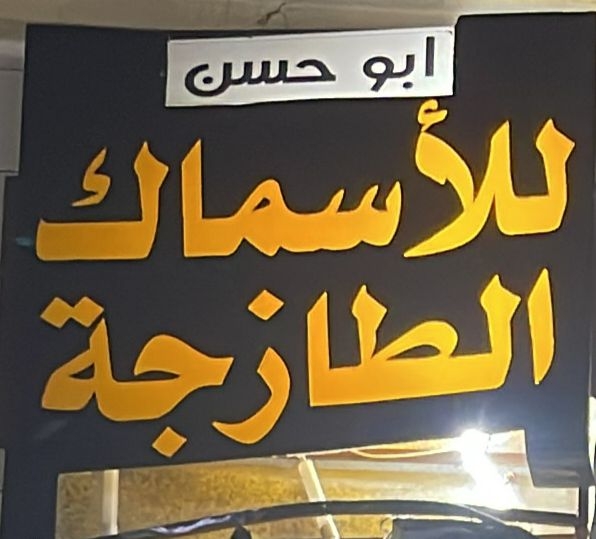 ابو حسن
للأسماك
الطازجة